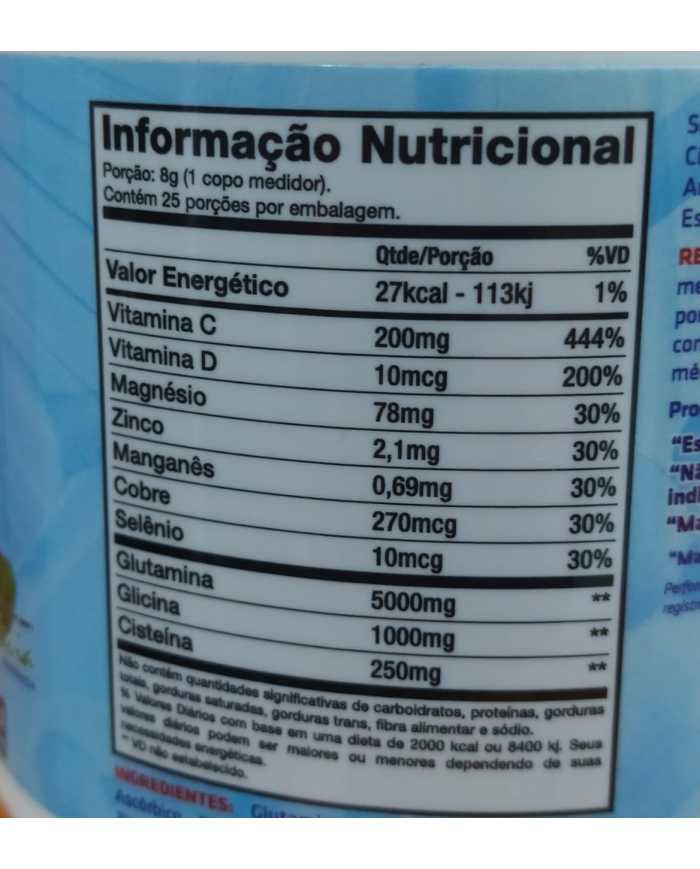 Informação Nutricional
Porção: 8g (1 copo medidor).
Contém 25 porções por embalagem.
Qtde/Porção %VD
Valor Energético 27kcal - 113kj 1%
Vitamina C 200mg 444%
Vitamina D 10mcg 200%
Magnésio 78mg 30%
Zinco 2,1mg 30%
Manganês 0,69mg 30%
Cobre 270mcg 30%
Selênio 10mcg 30%
Glutamina 5000mg **
Glicina 1000mg **
Cisteína 250mg **
Não contém quantidades significativas de carboidratos, proteínas, gorduras
totais, gorduras saturadas, gorduras trans, fibra alimentar e sódio.
% Valores Diários com base em uma dieta de 2000 kcal ou 8400 kj. Seus
valores diários podem ser maiores ou menores dependendo de suas
necessidades energéticas.
** VD não estabelecido.
INGREDIENTES:
Ascórbico